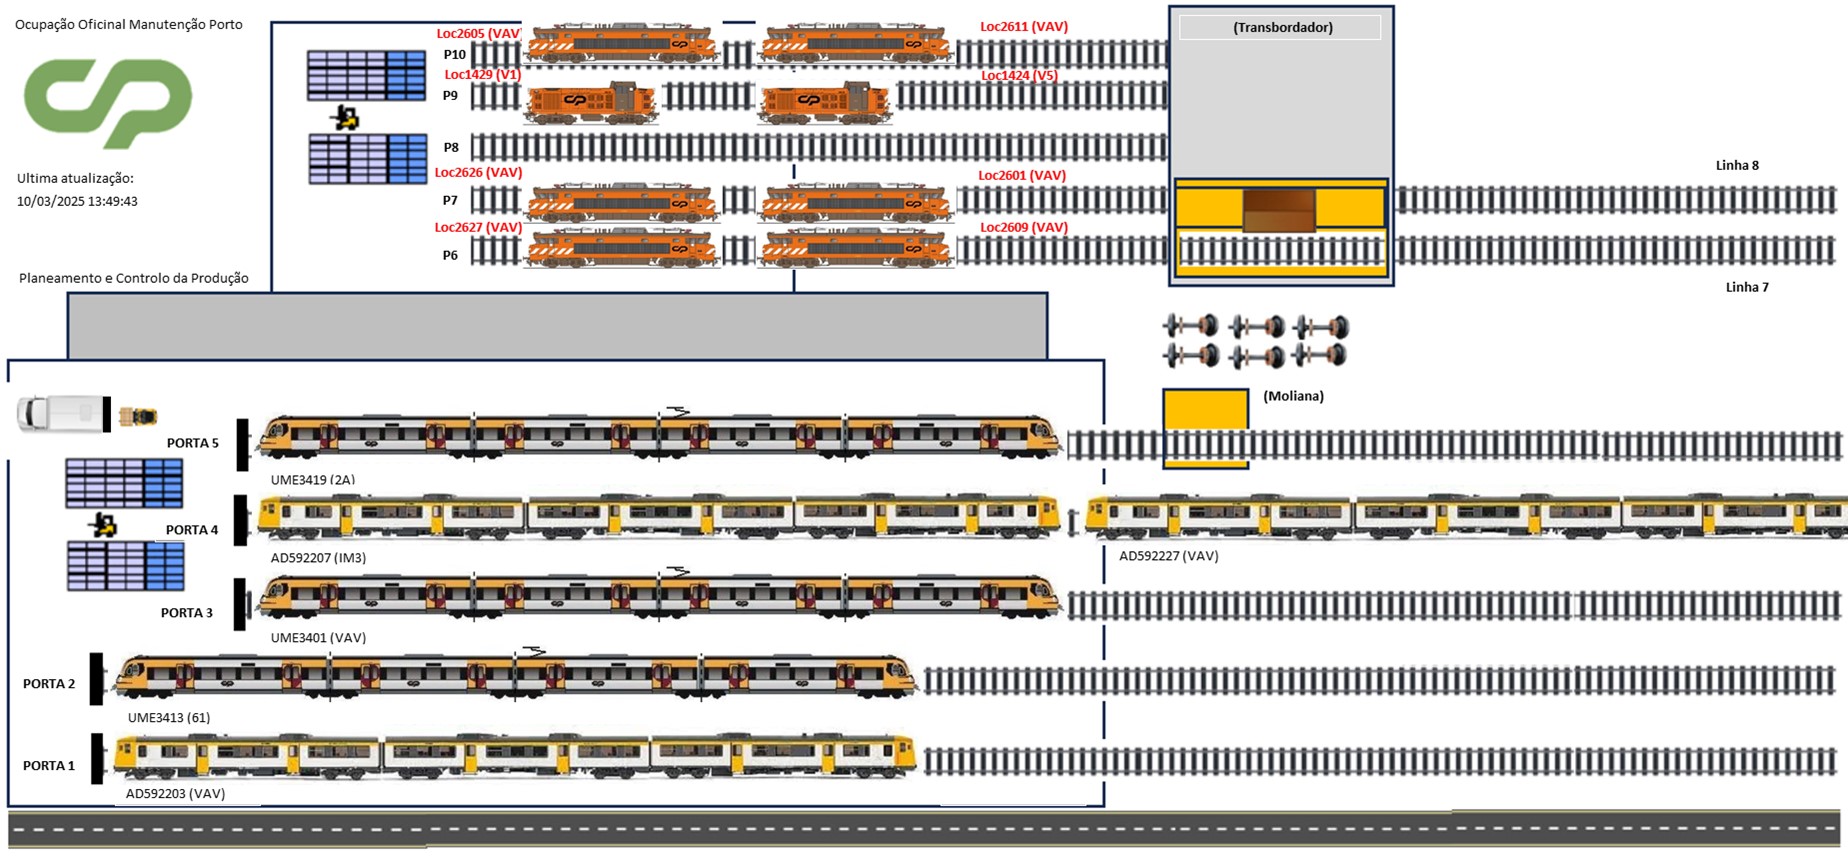 Ocupação Oficinal Manutenção Porto
Loc2605 (VAV)
Loc2611 (VAV)
(Transbordador)
P10
Loc1429 (V1)
Loc1424 (V5)
P9
P8
Ultima atualização:
10/03/2025 13:49:43
Loc2626 (VAV)
Loc2601 (VAV)
Linha 8
P7
Loc2627 (VAV)
Loc2609 (VAV)
P6
Planeamento e Controlo da Produção
Linha 7
(Moliana)
PORTA 5
UME3419 (2A)
PORTA 4
AD592207 (IM3)
AD592227 (VAV)
PORTA 3
UME3401 (VAV)
PORTA 2
UME3413 (61)
PORTA 1
AD592203 (VAV)